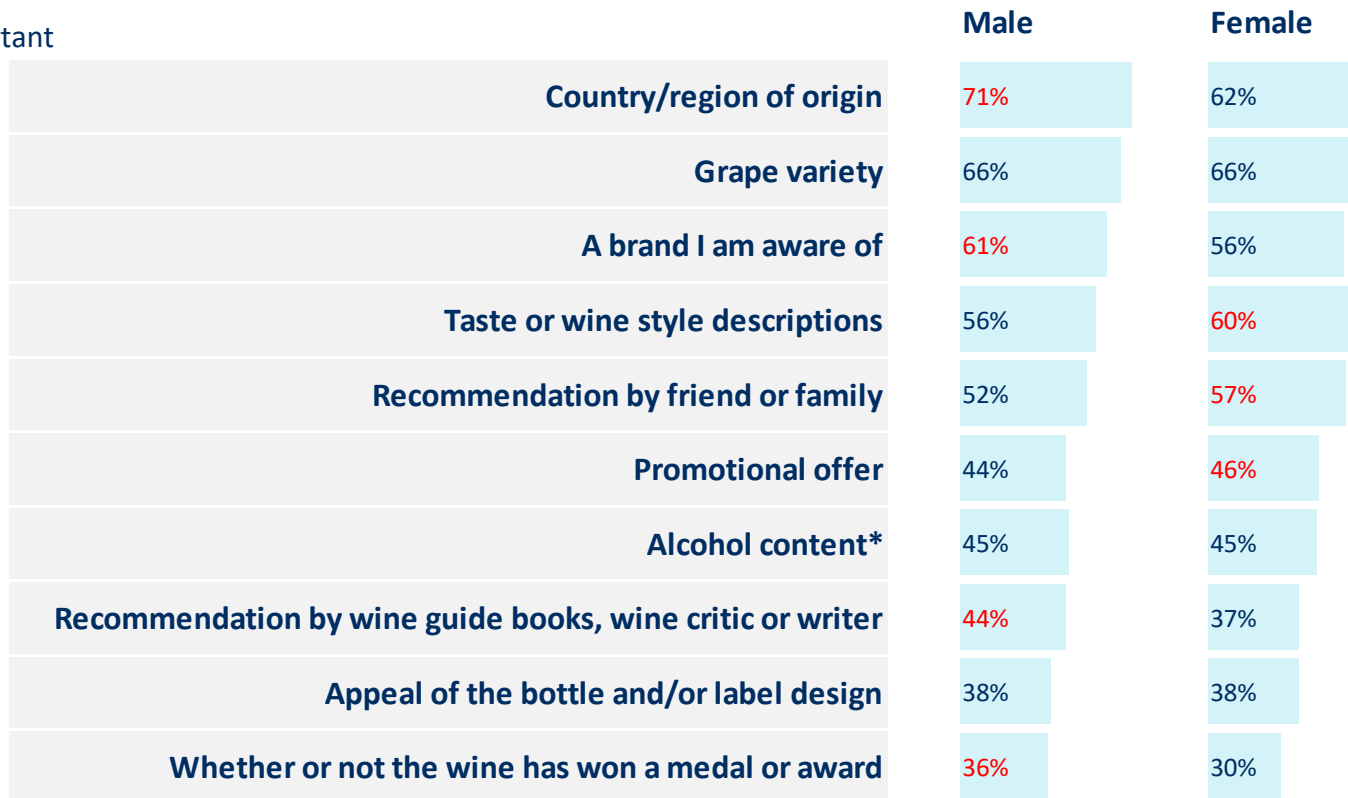 Male Female
tant
Country/region of origin 71% 62%
Grape variety 66% 66%
A brand I am aware of 61% 56%
Taste or wine style descriptions 56% 60%
Recommendation by friend or family 52% 57%
Promotional offer 44% 46%
Alcohol content* 45% 45%
Recommendation by wine guide books, wine critic or writer 44% 37%
Appeal of the bottle and/or label design 38% 38%
Whether or not the wine has won a medal or award 36% 30%